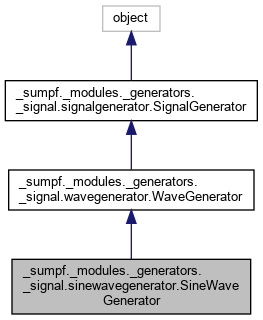 object
_sumpf._modules._generators.
_signal.signalgenerator.SignalGenerator
_sumpf._modules._generators.
_signal.wavegenerator.WaveGenerator
_sumpf._modules._generators.
_signal.sinewavegenerator.SineWave
Generator